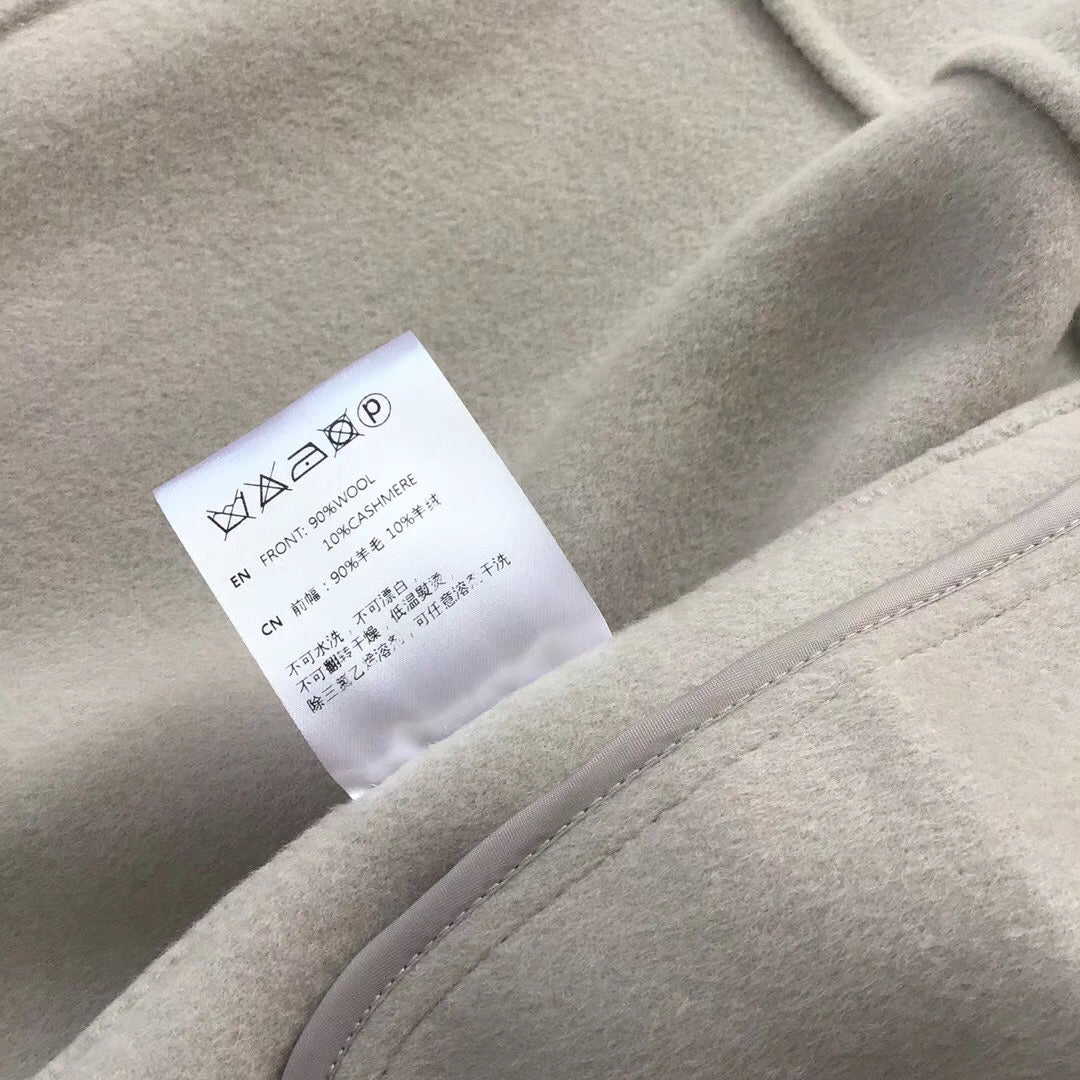 P
EN FRONT: 90%WOOL
10%CASHMERE
CN 前幅：90%羊毛 10%羊绒
不可水洗，不可漂白，
不可翻转干燥，低温熨烫
除三氯乙烯溶剂，可任意溶剂干洗